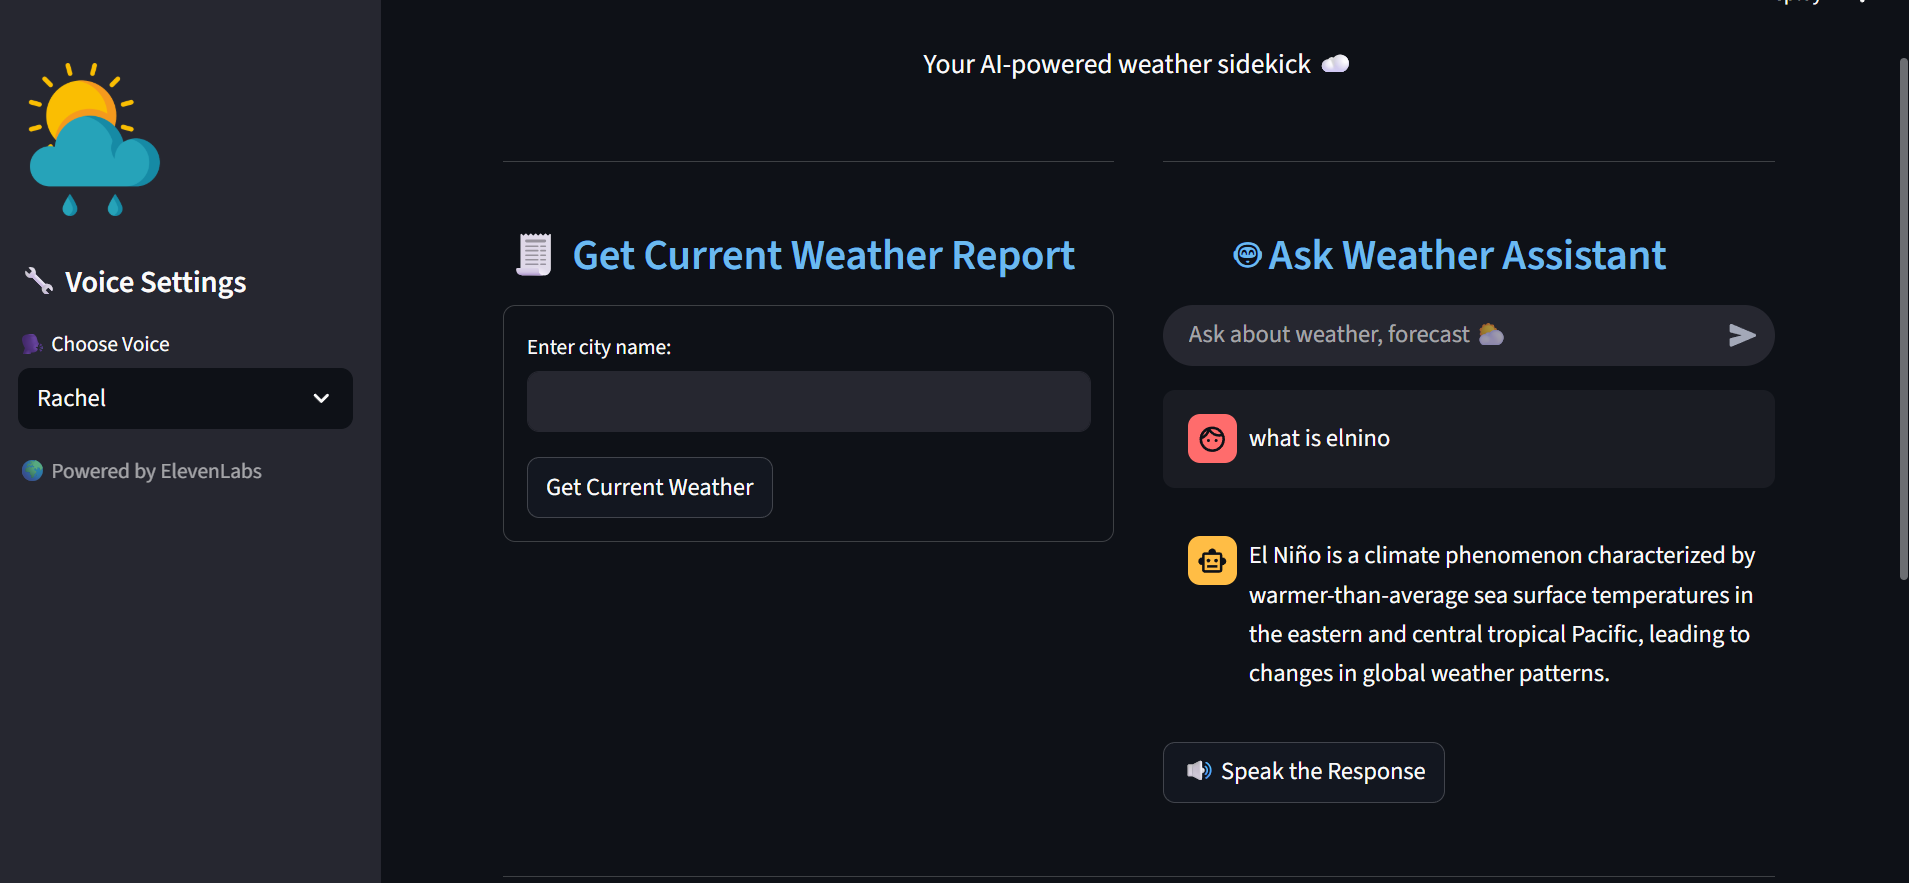 Your AI-powered weather sidekick
Voice Settings
Choose Voice
Rachel
Powered by ElevenLabs
Get Current Weather Report
Enter city name:
Get Current Weather
Ask Weather Assistant
Ask about weather, forecast
what is elnino
El Niño is a climate phenomenon characterized by
warmer-than-average sea surface temperatures in
the eastern and central tropical Pacific, leading to
changes in global weather patterns.
Speak the Response